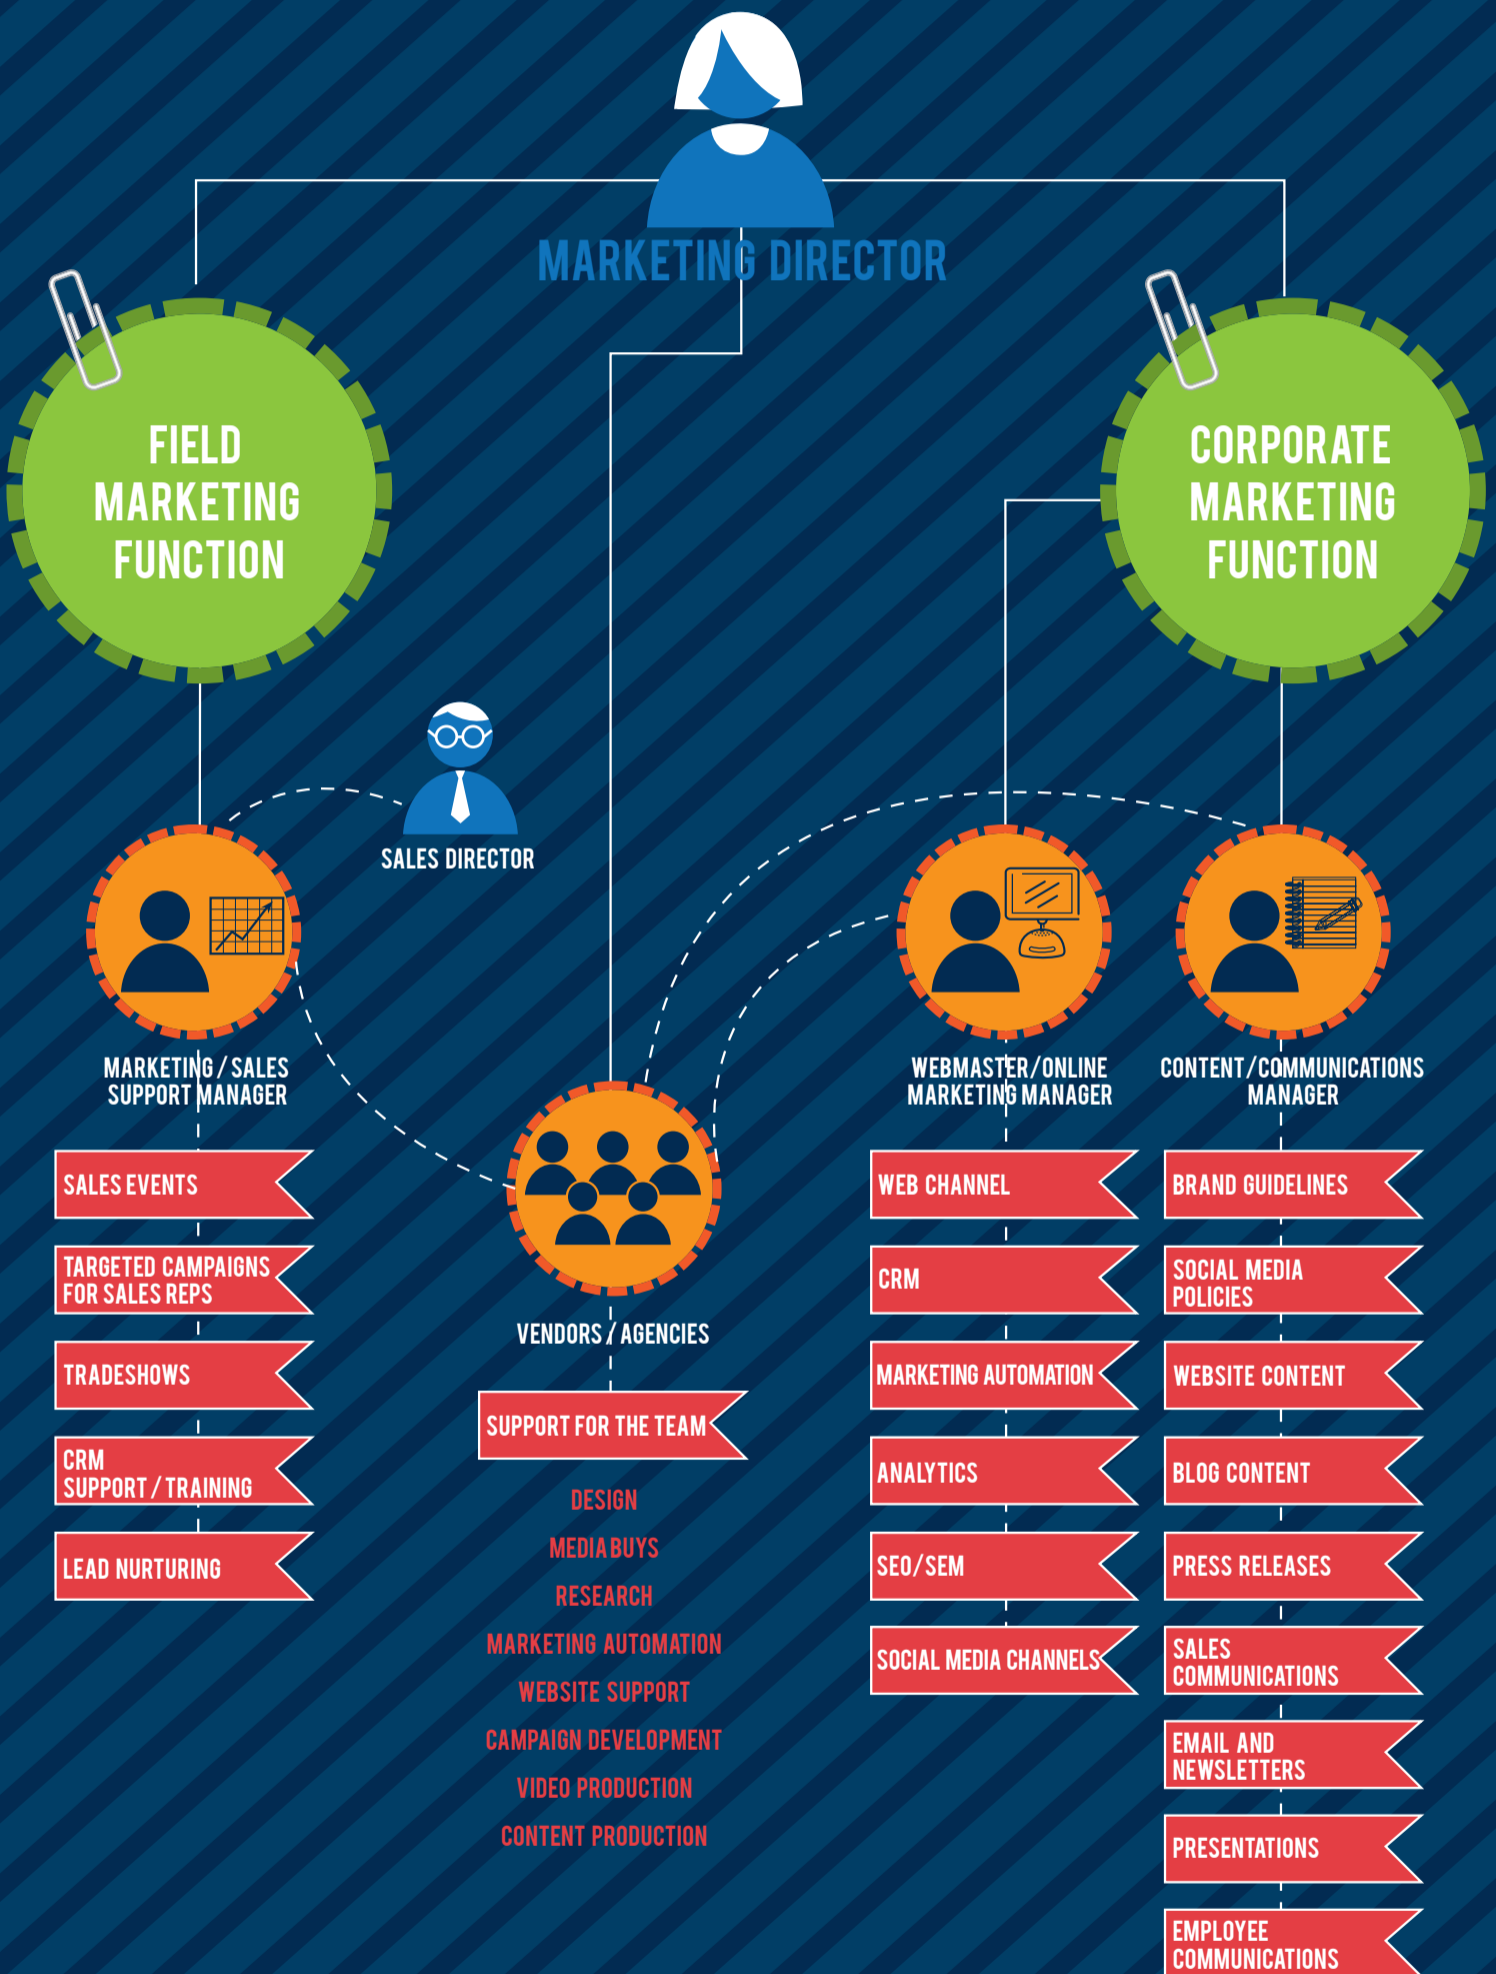 MARKETING DIRECTOR
FIELD
MARKETING
FUNCTION
CORPORATE
MARKETING
FUNCTION
SALES DIRECTOR
MARKETING / SALES
SUPPORT MANAGER
SALES EVENTS
TARGETED CAMPAIGNS
FOR SALES REPS
TRADESHOWS
CRM
SUPPORT / TRAINING
LEAD NURTURING
VENDORS / AGENCIES
SUPPORT FOR THE TEAM
DESIGN
MEDIA BUYS
RESEARCH
MARKETING AUTOMATION
WEBSITE SUPPORT
CAMPAIGN DEVELOPMENT
VIDEO PRODUCTION
CONTENT PRODUCTION
WEBMASTER/ONLINE
MARKETING MANAGER
WEB CHANNEL
CRM
MARKETING AUTOMATION
ANALYTICS
SEO/SEM
SOCIAL MEDIA CHANNELS
CONTENT/COMMUNICATIONS
MANAGER
BRAND GUIDELINES
SOCIAL MEDIA
POLICIES
WEBSITE CONTENT
BLOG CONTENT
PRESS RELEASES
SALES
COMMUNICATIONS
EMAIL AND
NEWSLETTERS
PRESENTATIONS
EMPLOYEE
COMMUNICATIONS